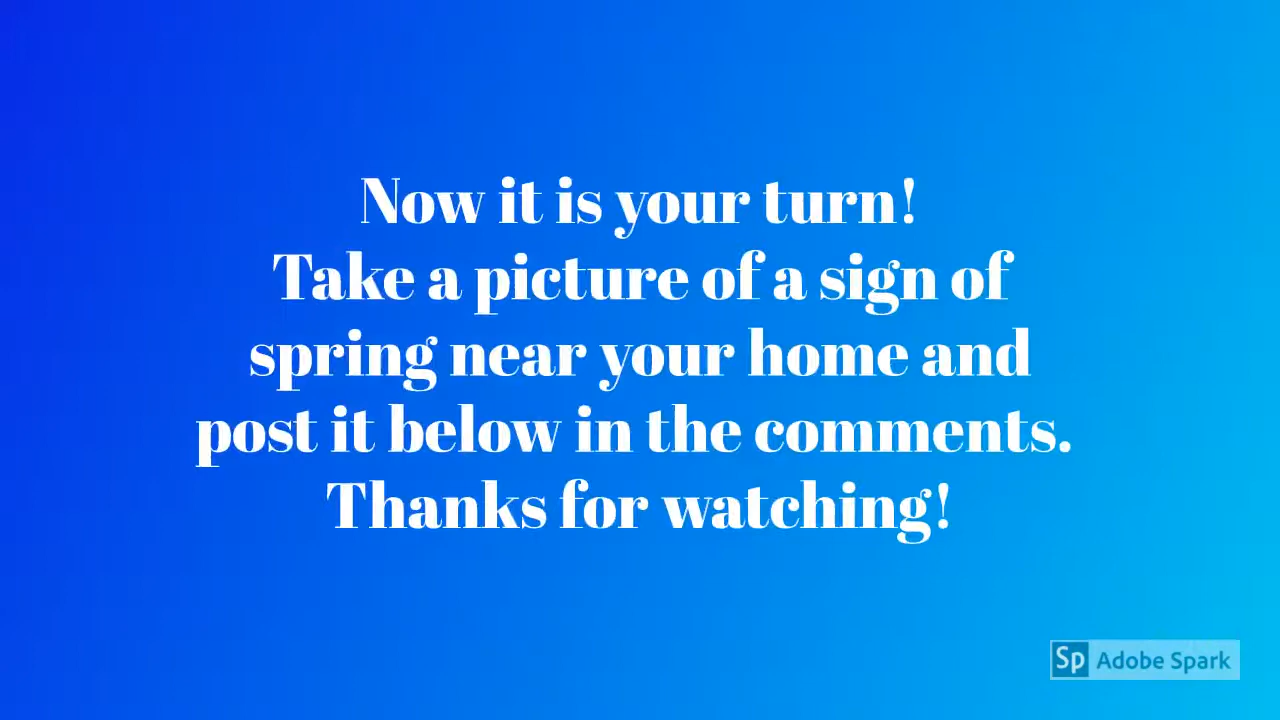 Now it is your turn!
Take a picture of a sign of
spring near your home and
post it below in the comments.
Thanks for watching!
Sp Adobe Spark